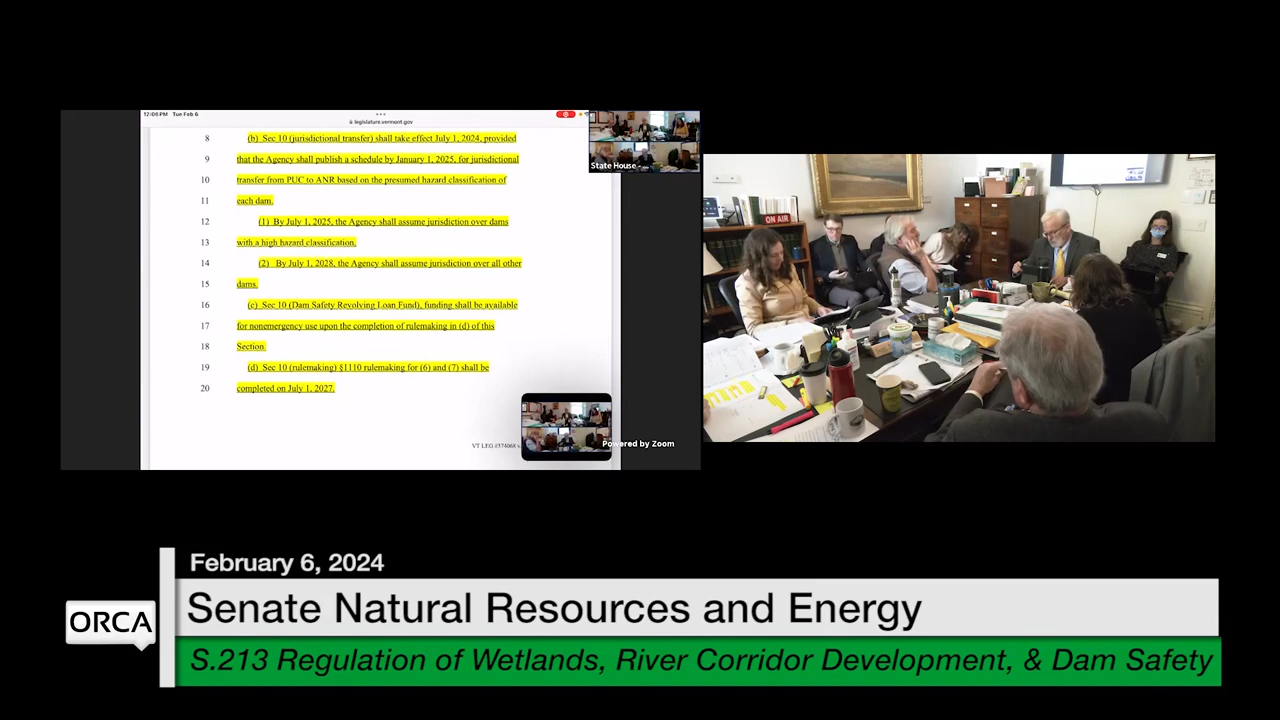 12:06 PM Tue Feb 6
legislature.vermont.gov
8 (b) Sec 10 (jurisdictional transfer) shall take effect July 1, 2024, provided
9 that the Agency shall publish a schedule by January 1, 2025, for jurisdictional
10 transfer from PUC to ANR based on the presumed hazard classification of
11 each dam.
12 (1) By July 1, 2025, the Agency shall assume jurisdiction over dams
13 with a high hazard classification.
14 (2) By July 1, 2028, the Agency shall assume jurisdiction over all other
15 dams.
16 (c) Sec 10 (Dam Safety Revolving Loan Fund), funding shall be available
17 for nonemergency use upon the completion of rulemaking in (d) of this
18 Section.
19 (d) Sec 10 (rulemaking) §1110 rulemaking for (6) and (7) shall be
20 completed on July 1, 2027.
VT LEG #374068
State House - ...
Powered by Zoom
ON AIR
February 6, 2024
ORCA
Senate Natural Resources and Energy
S.213 Regulation of Wetlands, River Corridor Development, & Dam Safety